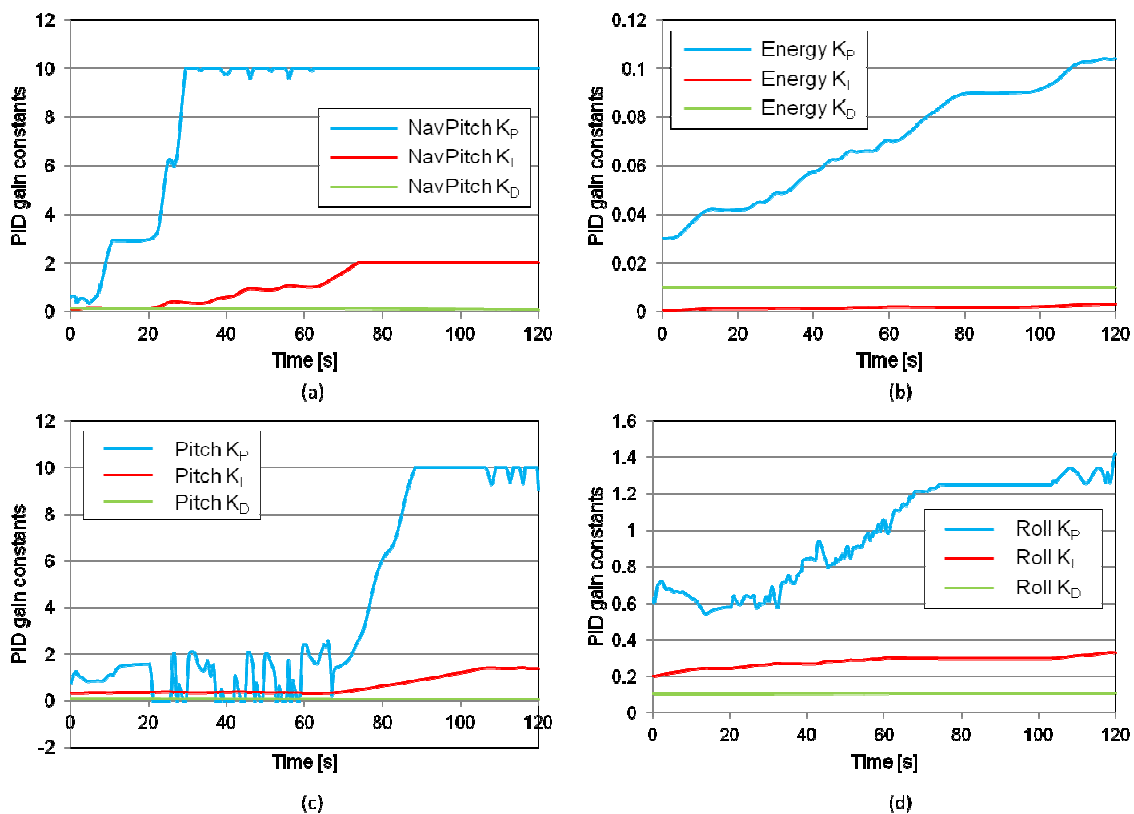 12
10
8
6
4
2
0
PID gain constants
NavPitch KP
NavPitch KI
NavPitch KD
0 20 40 60 80 100 120
Time [s]
(a)
0.12
0.1
0.08
0.06
0.04
0.02
0
PID gain constants
Energy KP
Energy KI
Energy KD
0 20 40 60 80 100 120
Time [s]
(b)
12
10
8
6
4
2
0
-2
PID gain constants
Pitch KP
Pitch KI
Pitch KD
0 20 40 60 80 100 120
Time [s]
(c)
1.6
1.4
1.2
1
0.8
0.6
0.4
0.2
0
PID gain constants
Roll KP
Roll KI
Roll KD
0 20 40 60 80 100 120
Time [s]
(d)